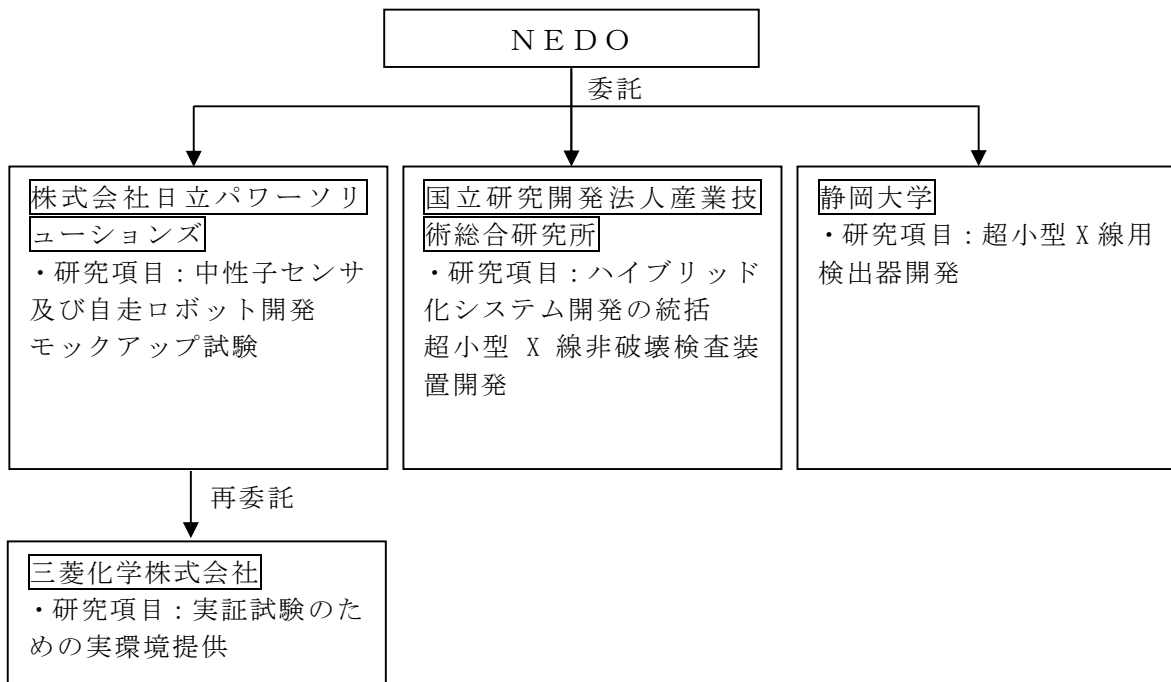 NEDO
委託
株式会社日立パワーソリ
ューションズ
・研究項目：中性子センサ
及び自走ロボット開発
モックアップ試験
国立研究開発法人産業技
術総合研究所
・研究項目：ハイブリッド
化システム開発の統括
超小型 X 線非破壊検査装
置開発
静岡大学
・研究項目：超小型 X 線用
検出器開発
再委託
三菱化学株式会社
・研究項目：実証試験のた
めの実環境提供